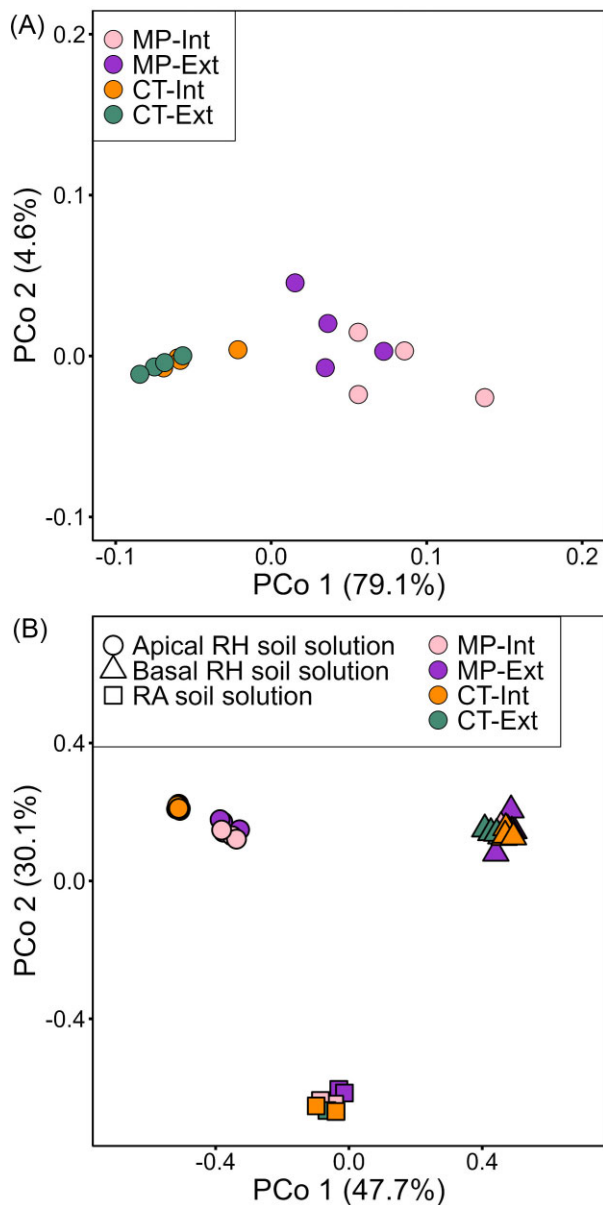 (A)
0.2
MP-Int
MP-Ext
CT-Int
CT-Ext
0.1
PCo 2 (4.6%)
0.0
-0.1
-0.1 0.0 0.1 0.2
PCo 1 (79.1%)
(B)
Apical RH soil solution MP-Int
Basal RH soil solution MP-Ext
RA soil solution CT-Int
CT-Ext
0.4
PCo 2 (30.1%)
0.0
-0.4
-0.4 0.0 0.4
PCo 1 (47.7%)